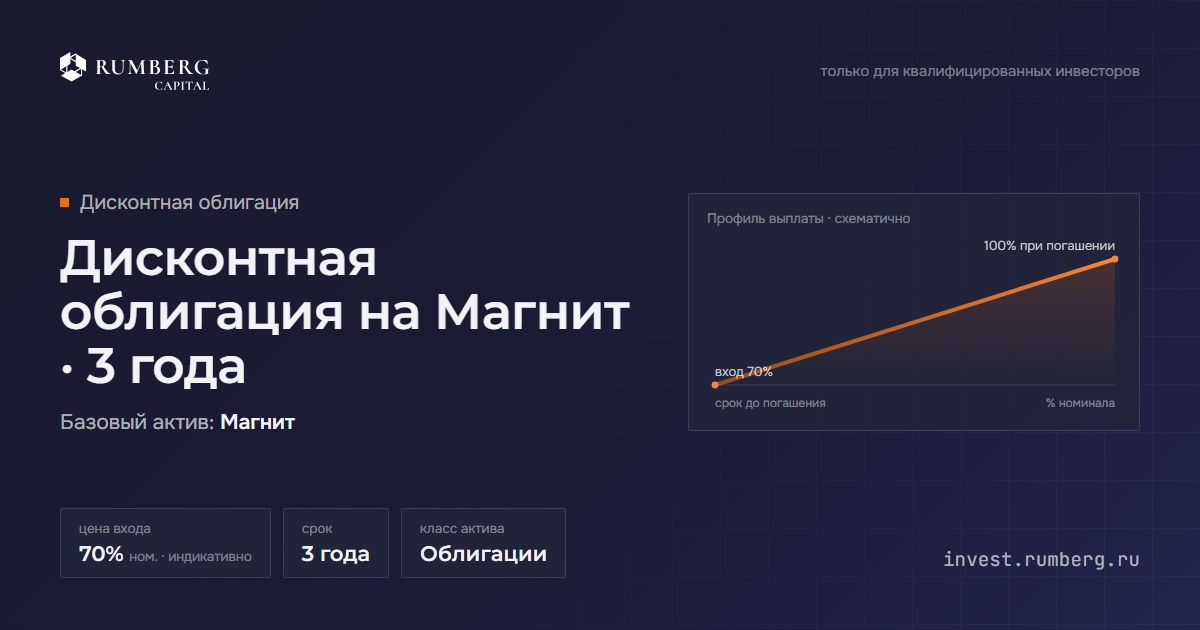 RUMBERG
CAPITAL
только для квалифицированных инвесторов
Дисконтная облигация
Дисконтная
облигация на Магнит
· 3 года
Базовый актив: Магнит
Профиль выплаты · схематично
100% при погашении
вход 70%
срок до погашения
% номинала
цена входа
70% ном. · индикативно
срок
3 года
класс актива
Облигации
invest.rumberg.ru